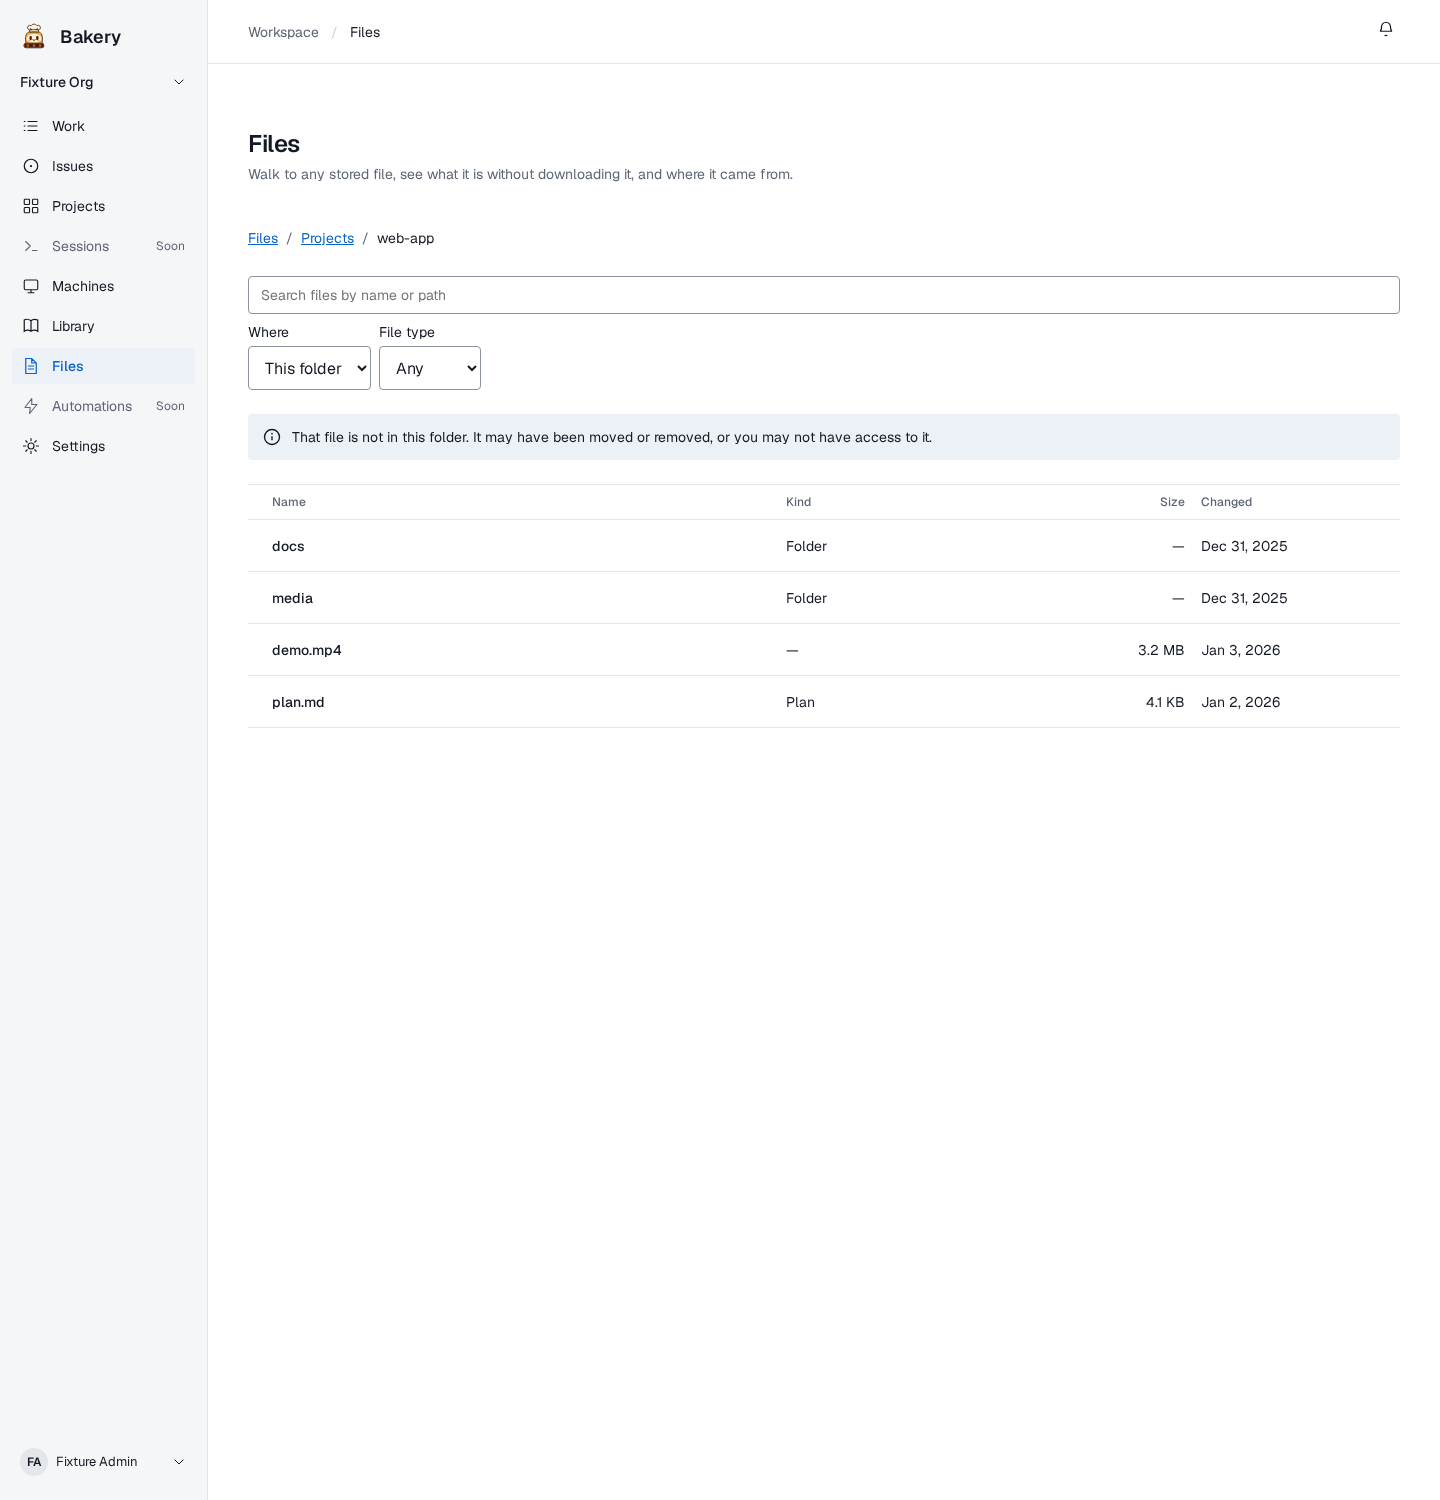 Bakery
Fixture Org
Work
Issues
Projects
Sessions Soon
Machines
Library
Files
Automations Soon
Settings
FA Fixture Admin
Workspace / Files
Files
Walk to any stored file, see what it is without downloading it, and where it came from.
Files / Projects / web-app
Search files by name or path
Where File type
This folder Any
That file is not in this folder. It may have been moved or removed, or you may not have access to it.
Name Kind Size Changed
docs Folder — Dec 31, 2025
media Folder — Dec 31, 2025
demo.mp4 — 3.2 MB Jan 3, 2026
plan.md Plan 4.1 KB Jan 2, 2026